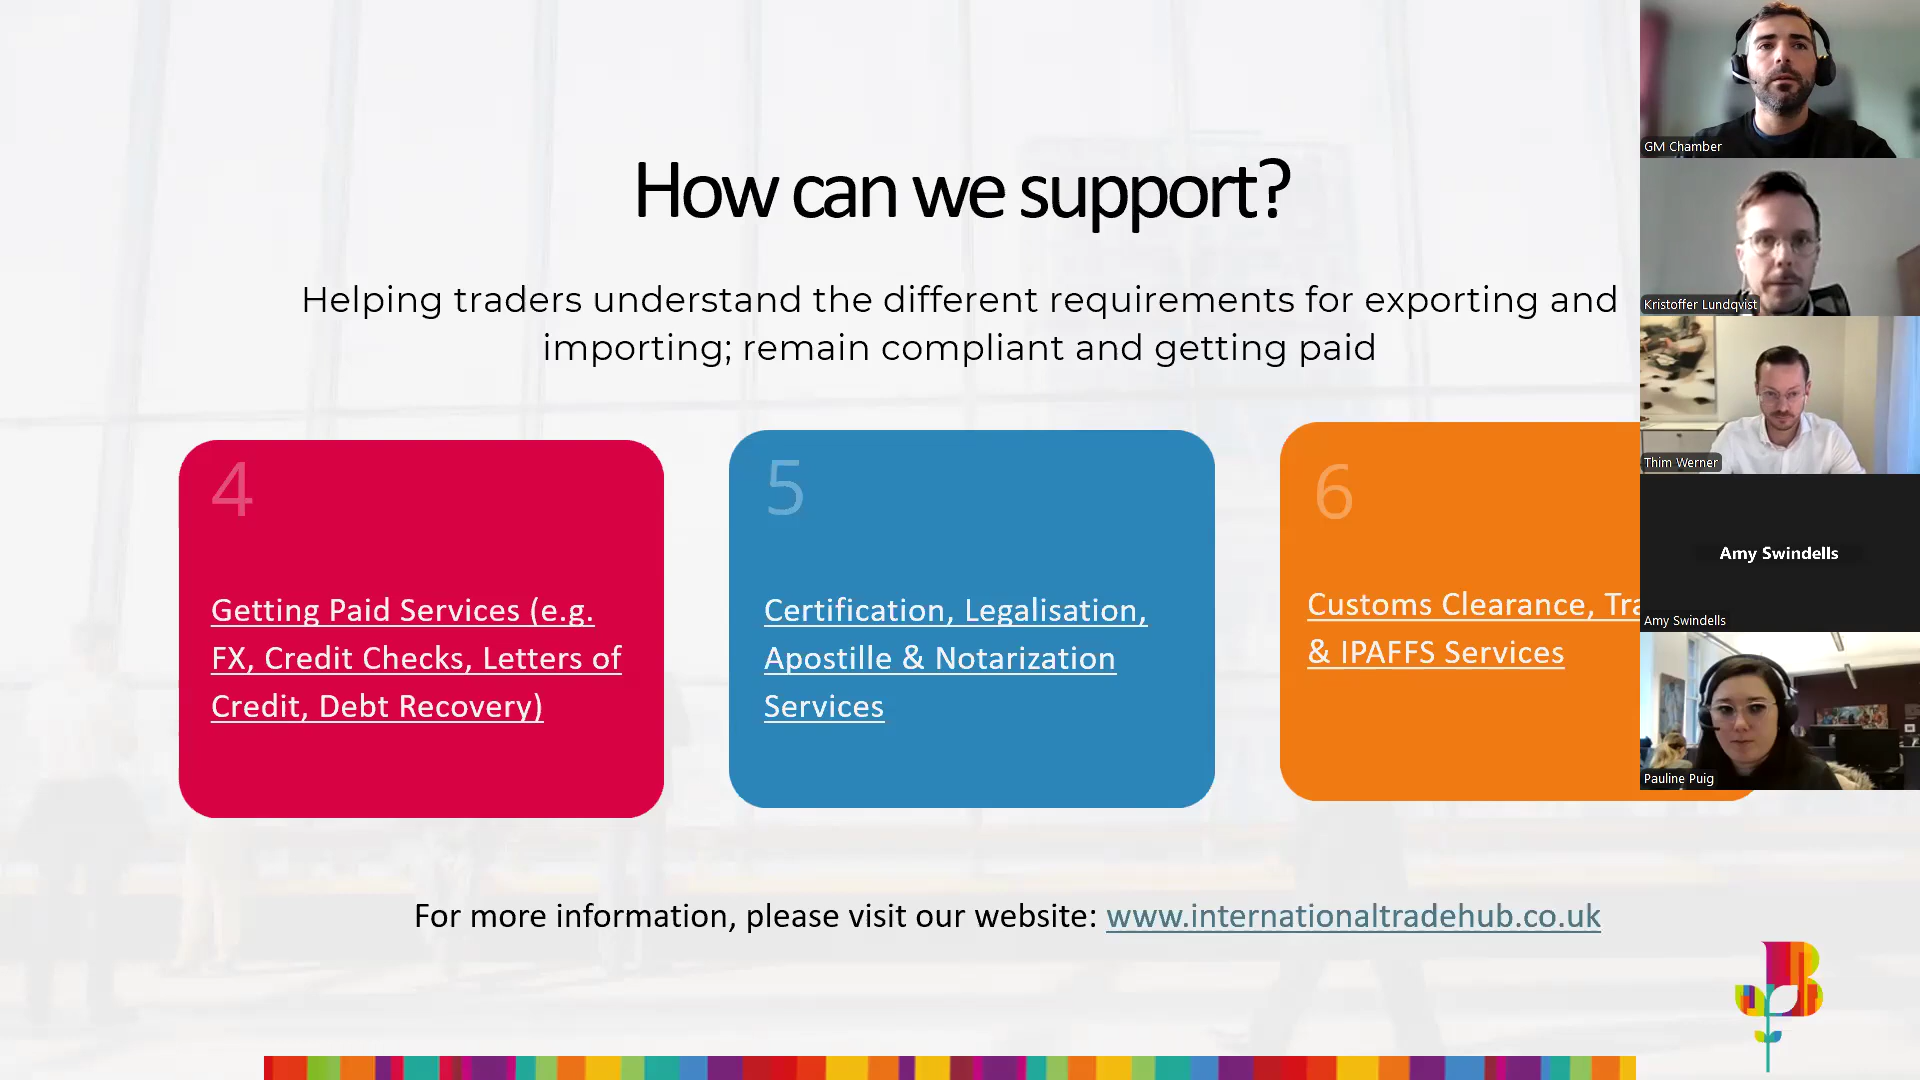 How can we support?
Helping traders understand the different requirements for exporting and
importing; remain compliant and getting paid
4
Getting Paid Services (e.g.
FX, Credit Checks, Letters of
Credit, Debt Recovery)
5
Certification, Legalisation,
Apostille & Notarization
Services
6
Customs Clearance,
& IPAFFS Services
For more information, please visit our website: www.internationaltradehub.co.uk
GM Chamber
Kristoffer Lundqvist
Thim Werner
Amy Swindells
Amy Swindells
Pauline Puig